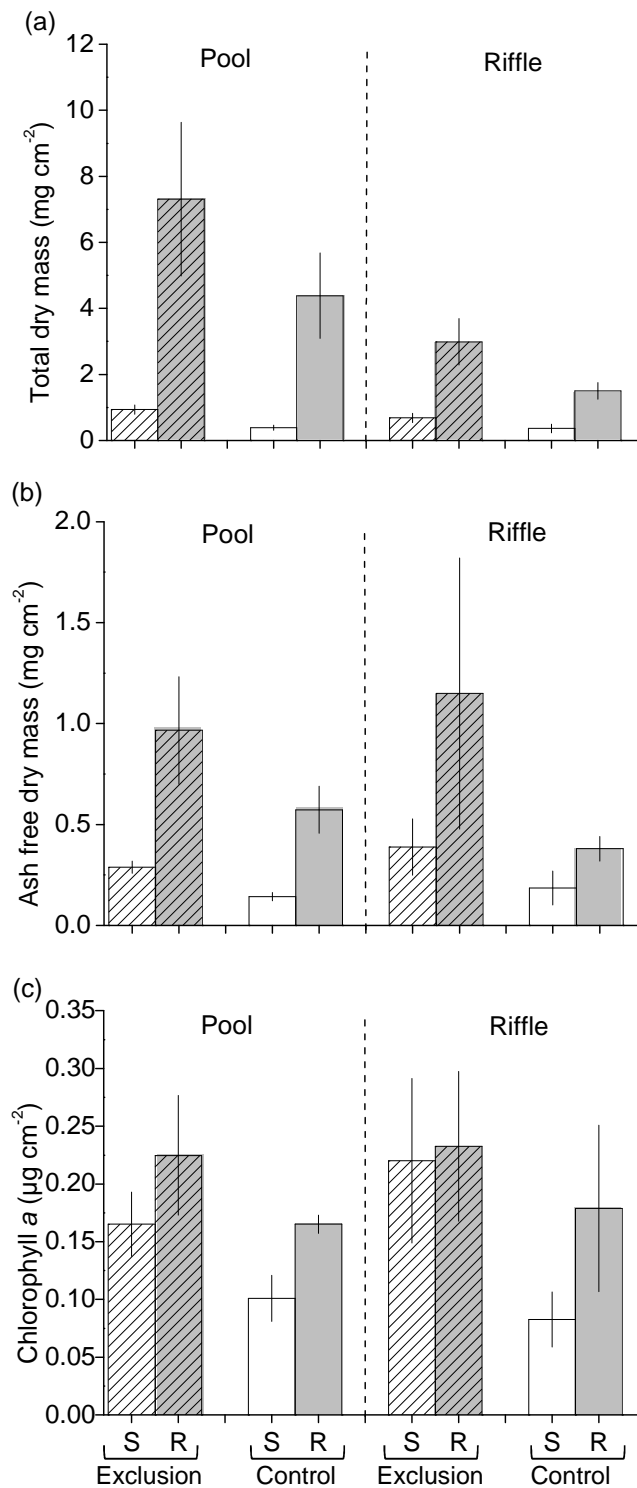 (a)
Pool Riffle
Total dry mass (mg cm⁻²)
12
10
8
6
4
2
0
(b)
Pool Riffle
Ash free dry mass (mg cm⁻²)
2.0
1.5
1.0
0.5
0.0
(c)
Pool Riffle
Chlorophyll a (µg cm⁻²)
0.35
0.30
0.25
0.20
0.15
0.10
0.05
0.00
S R S R S R S R
Exclusion Control Exclusion Control